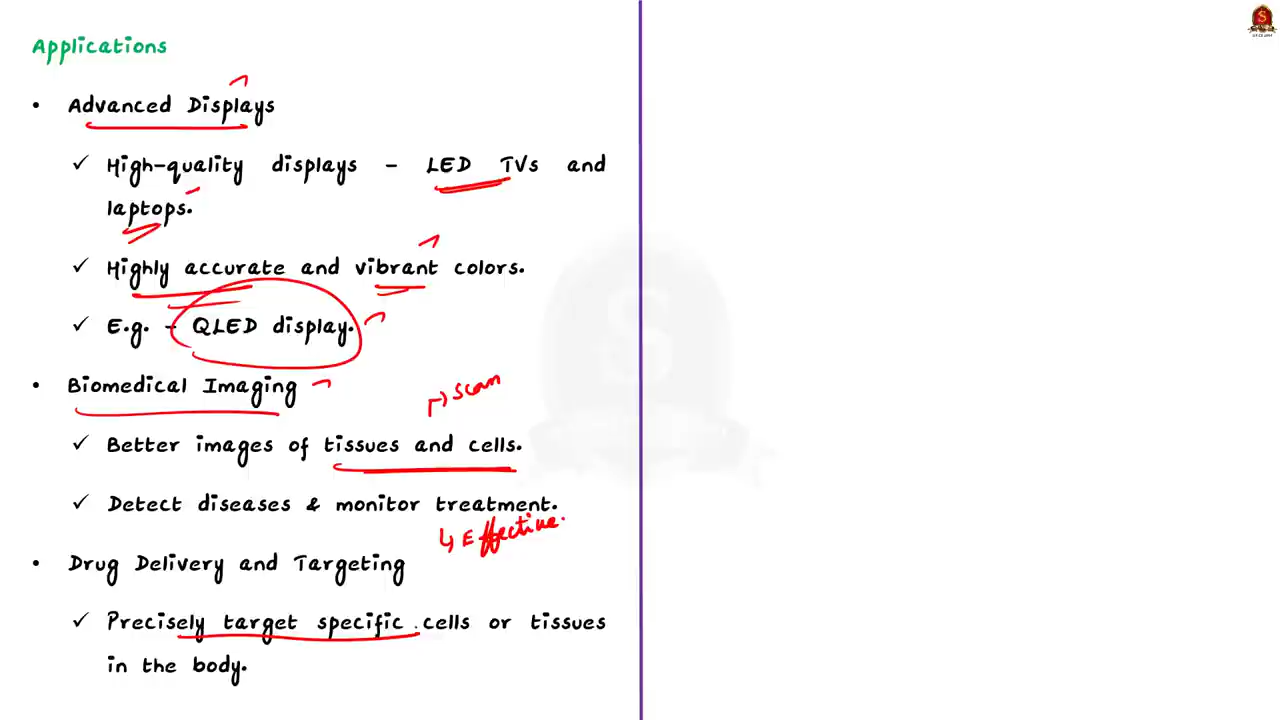 Applications
• Advanced Displays
✓ High-quality displays – LED TVs and
laptops.
✓ Highly accurate and vibrant colors.
✓ E.g. – QLED display.
• Biomedical Imaging
→ Scan
✓ Better images of tissues and cells.
✓ Detect diseases & monitor treatment.
↳ Effective.
• Drug Delivery and Targeting
✓ Precisely target specific cells or tissues
in the body.